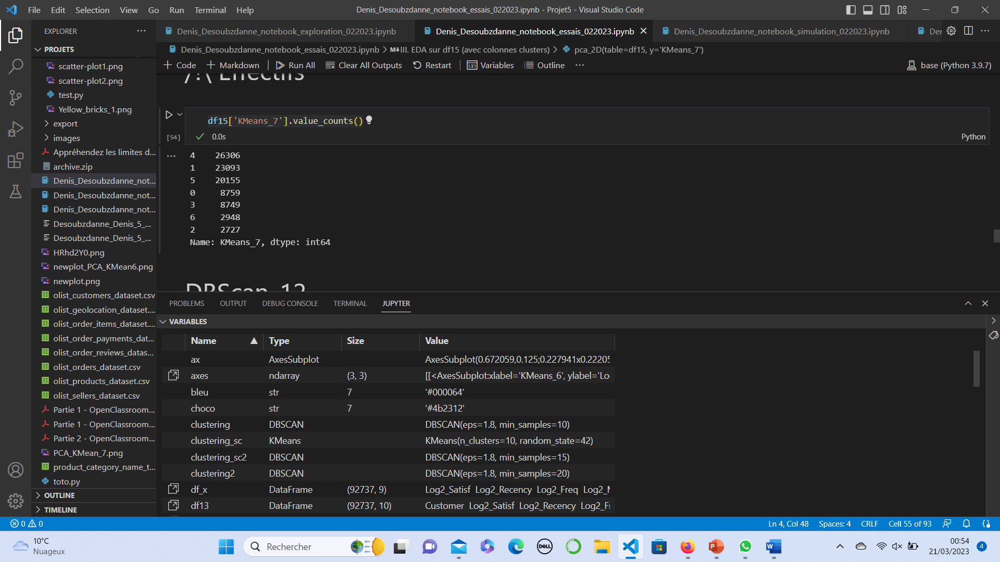 File Edit Selection View Go Run Terminal Help
Denis_Desoubzdanne_notebook_essais_022023.ipynb - Projet5 - Visual Studio Code
EXPLORER
Denis_Desoubzdanne_notebook_exploration_022023.ipynb
Denis_Desoubzdanne_notebook_essais_022023.ipynb
Denis_Desoubzdanne_notebook_simulation_022023.ipynb
Der
PROJET5
Denis_Desoubzdanne_notebook_essais_022023.ipynb > M↓III. EDA sur df15 (avec colonnes clusters) > pca_2D(table=df15, y='KMeans_7')
+ Code + Markdown Run All Clear All Outputs Restart Variables Outline ...
base (Python 3.9.7)
scatter-plot1.png
scatter-plot2.png
test.py
Yellow_bricks_1.png
export
images
Appréhendez les limites d...
archive.zip
Denis_Desoubzdanne_not...
Denis_Desoubzdanne_not...
Denis_Desoubzdanne_not...
Desoubzdanne_Denis_5_...
Desoubzdanne_Denis_5_...
HRhd2Y0.png
newplot_PCA_KMean6.png
newplot.png
olist_customers_dataset.csv
olist_geolocation_dataset....
olist_order_items_dataset....
olist_order_payments_dat...
olist_order_reviews_datas...
olist_orders_dataset.csv
olist_products_dataset.csv
olist_sellers_dataset.csv
Partie 1 - OpenClassroom...
Partie 1 - OpenClassroom...
Partie 2 - OpenClassroom...
PCA_KMean_7.png
product_category_name_t...
toto.py
OUTLINE
TIMELINE
/!\ Effectifs
df15['KMeans_7'].value_counts()
[54] 0.0s
Python
4 26306
1 23093
5 20155
0 8759
3 8749
6 2948
2 2727
Name: KMeans_7, dtype: int64
DBScan_12
PROBLEMS OUTPUT DEBUG CONSOLE TERMINAL JUPYTER
VARIABLES
Name Type Size Value
ax AxesSubplot AxesSubplot(0.672059,0.125;0.227941x0.22205
axes ndarray (3, 3) [[<AxesSubplot:xlabel='KMeans_6', ylabel='Lo
bleu str 7 '#000064'
choco str 7 '#4b2312'
clustering DBSCAN DBSCAN(eps=1.8, min_samples=10)
clustering_sc KMeans KMeans(n_clusters=10, random_state=42)
clustering_sc2 DBSCAN DBSCAN(eps=1.8, min_samples=15)
clustering2 DBSCAN DBSCAN(eps=1.8, min_samples=20)
df_x DataFrame (92737, 9) Log2_Satisf Log2_Recency Log2_Freq Log2_M
df13 DataFrame (92737, 10) Customer Log2_Satisf Log2_Recency Log2_Fr
0 0
Ln 4, Col 48 Spaces: 4 CRLF Cell 55 of 93
10°C
Nuageux
Rechercher
DELL
00:54
21/03/2023
4